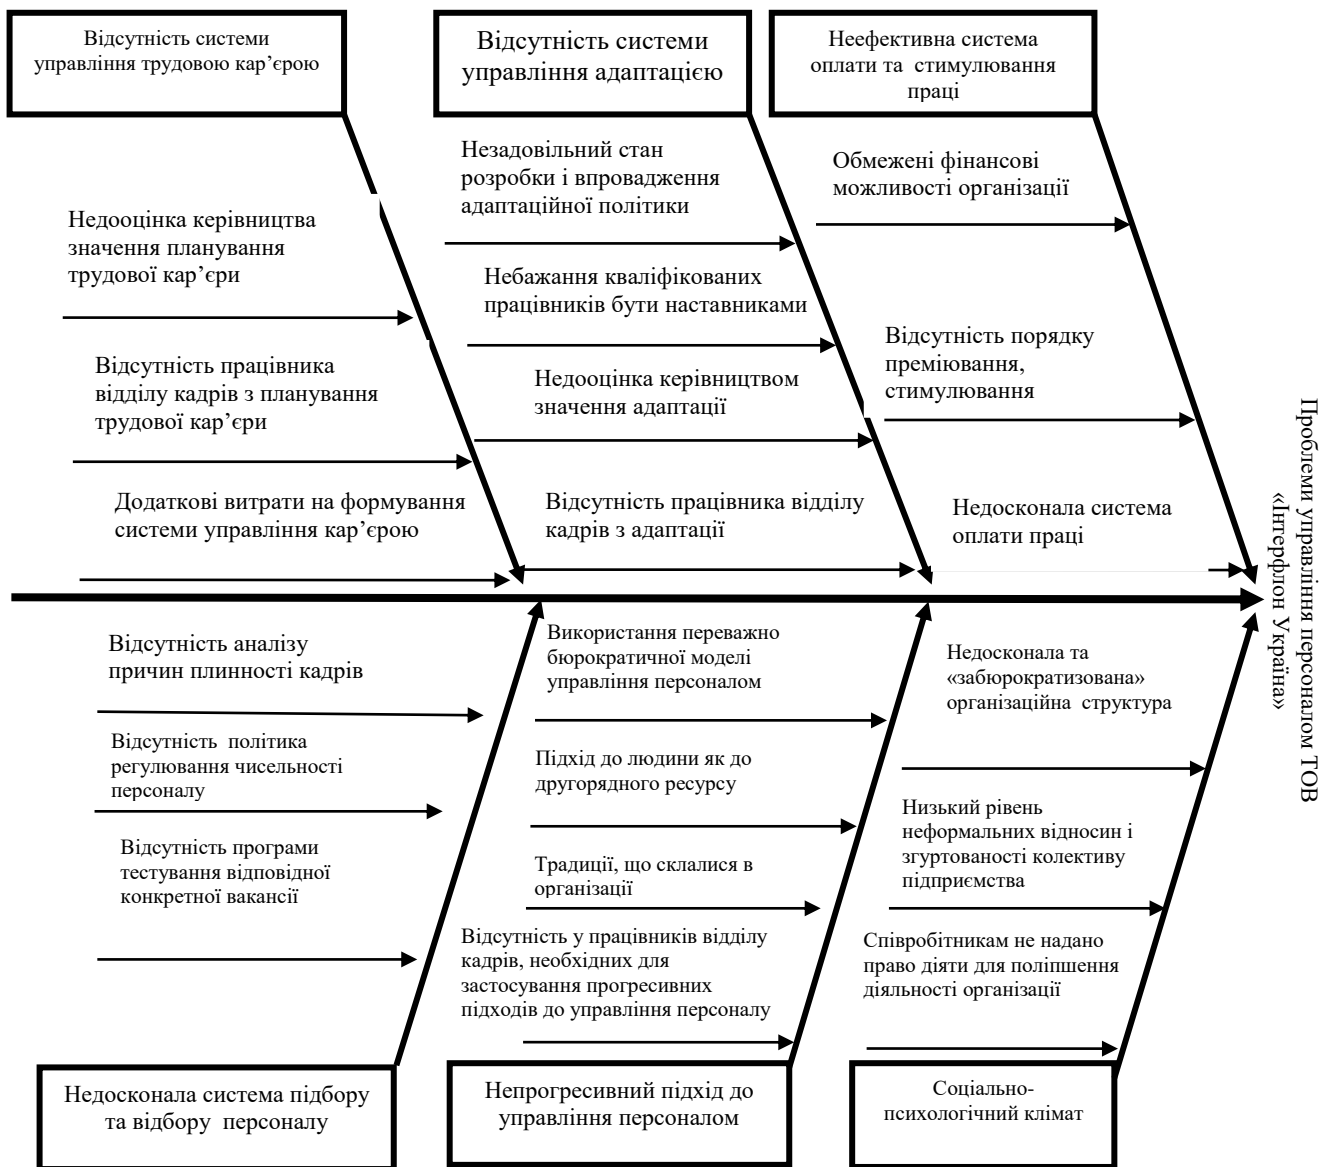 Відсутність системи
управління трудовою кар’єрою
Відсутність системи
управління адаптацією
Неефективна система
оплати та стимулювання
праці
Недооцінка керівництва
значення планування
трудової кар’єри
Відсутність працівника
відділу кадрів з планування
трудової кар’єри
Додаткові витрати на формування
системи управління кар’єрою
Незадовільний стан
розробки і впровадження
адаптаційної політики
Небажання кваліфікованих
працівників бути наставниками
Недооцінка керівництвом
значення адаптації
Відсутність працівника відділу
кадрів з адаптації
Обмежені фінансові
можливості організації
Відсутність порядку
преміювання,
стимулювання
Недосконала система
оплати праці
Проблеми управління персоналом ТОВ
«Інтерфлон Україна»
Відсутність аналізу
причин плинності кадрів
Відсутність політика
регулювання чисельності
персоналу
Відсутність програми
тестування відповідної
конкретної вакансії
Використання переважно
бюрократичної моделі
управління персоналом
Підхід до людини як до
другорядного ресурсу
Традиції, що склалися в
організації
Відсутність у працівників відділу
кадрів, необхідних для
застосування прогресивних
підходів до управління персоналу
Недосконала та
«забюрократизована»
організаційна структура
Низький рівень
неформальних відносин і
згуртованості колективу
підприємства
Співробітникам не надано
право діяти для поліпшення
діяльності організації
Недосконала система підбору
та відбору персоналу
Непрогресивний підхід до
управління персоналом
Соціально-
психологічний клімат